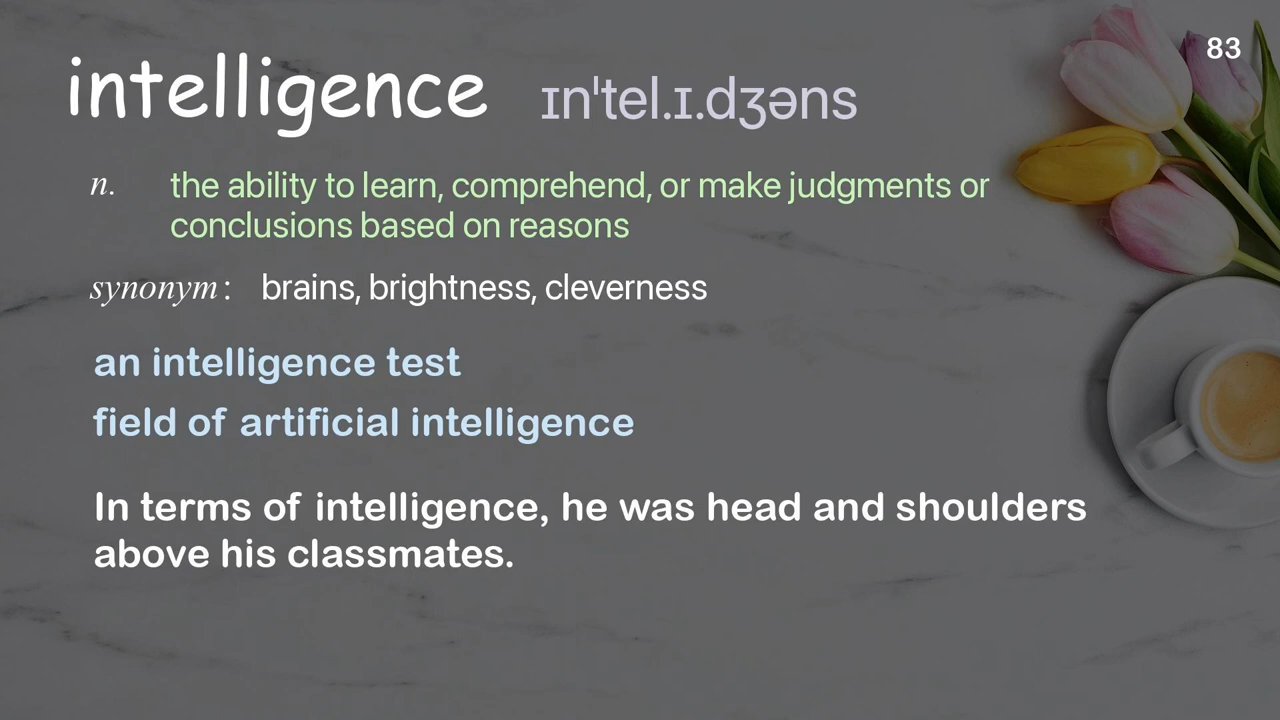 83
intelligence ɪnˈtel.ɪ.dʒəns
n. the ability to learn, comprehend, or make judgments or
conclusions based on reasons
synonym: brains, brightness, cleverness
an intelligence test
field of artificial intelligence
In terms of intelligence, he was head and shoulders
above his classmates.